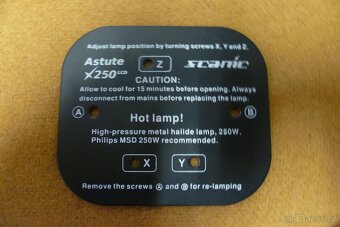 Adjust lamp position by turning screws X, Y and Z.
Astute
X250 LCD
Z
scanic
CAUTION:
Allow to cool for 15 minutes before opening. Always
disconnect from mains before replacing the lamp.
A
B
Hot lamp!
High-pressure metal halide lamp, 250W.
Philips MSD 250W recommended.
X
Y
Remove the screws A and B for re-lamping